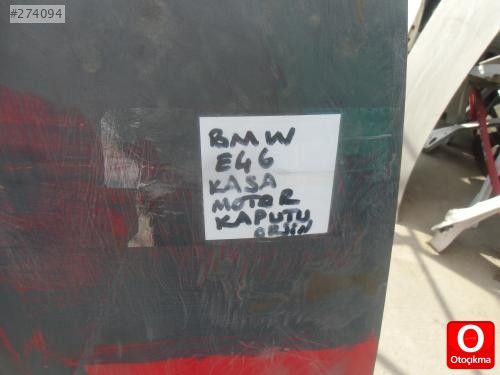 #274094
BMW
E46
KASA
MOTOR
KAPUTU
ORJİN
O
Otoçıkma